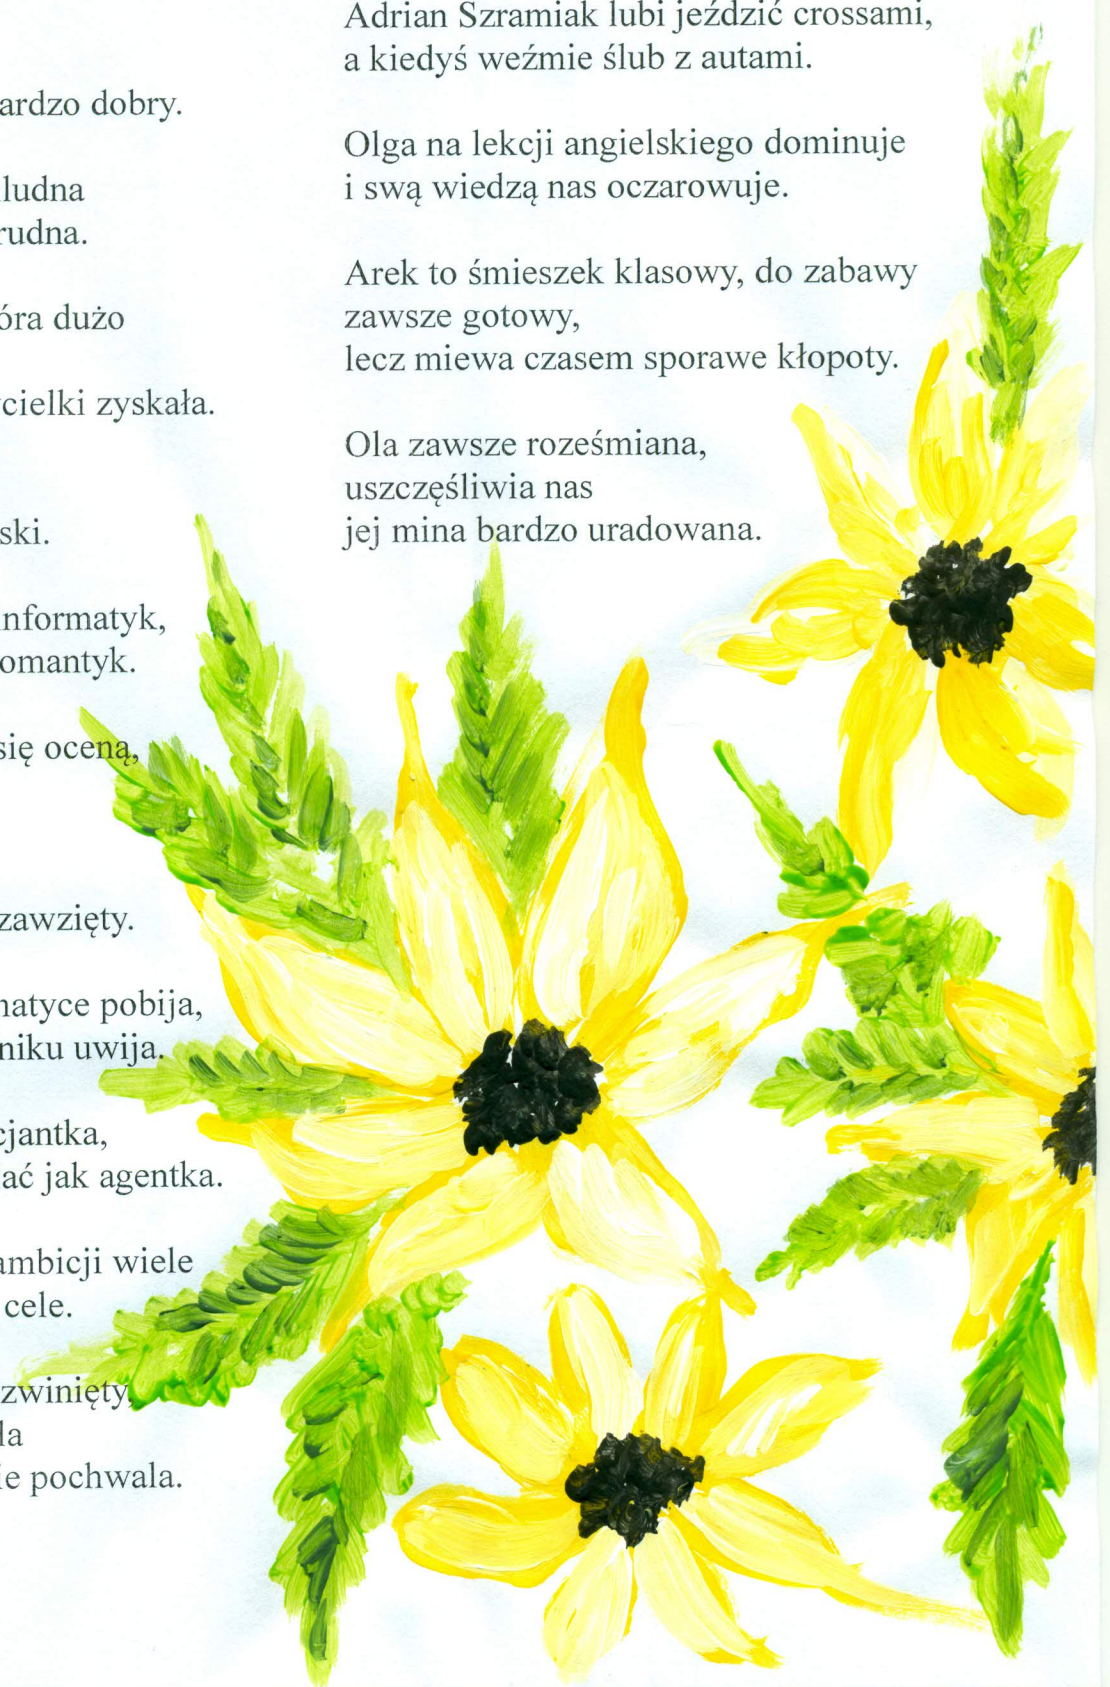 ardzo dobry.
ludna
rudna.
óra dużo
cielki zyskała.
ski.
nformatyk,
omantyk.
się oceną,
zawzięty.
natyce pobija,
niku uwija.
cjantka,
ać jak agentka.
ambicji wiele
cele.
zwinięty,
la
ie pochwala.
Adrian Szramiak lubi jeździć crossami,
a kiedyś weźmie ślub z autami.
Olga na lekcji angielskiego dominuje
i swą wiedzą nas oczarowuje.
Arek to śmieszek klasowy, do zabawy
zawsze gotowy,
lecz miewa czasem sporawe kłopoty.
Ola zawsze roześmiana,
uszczęśliwia nas
jej mina bardzo uradowana.